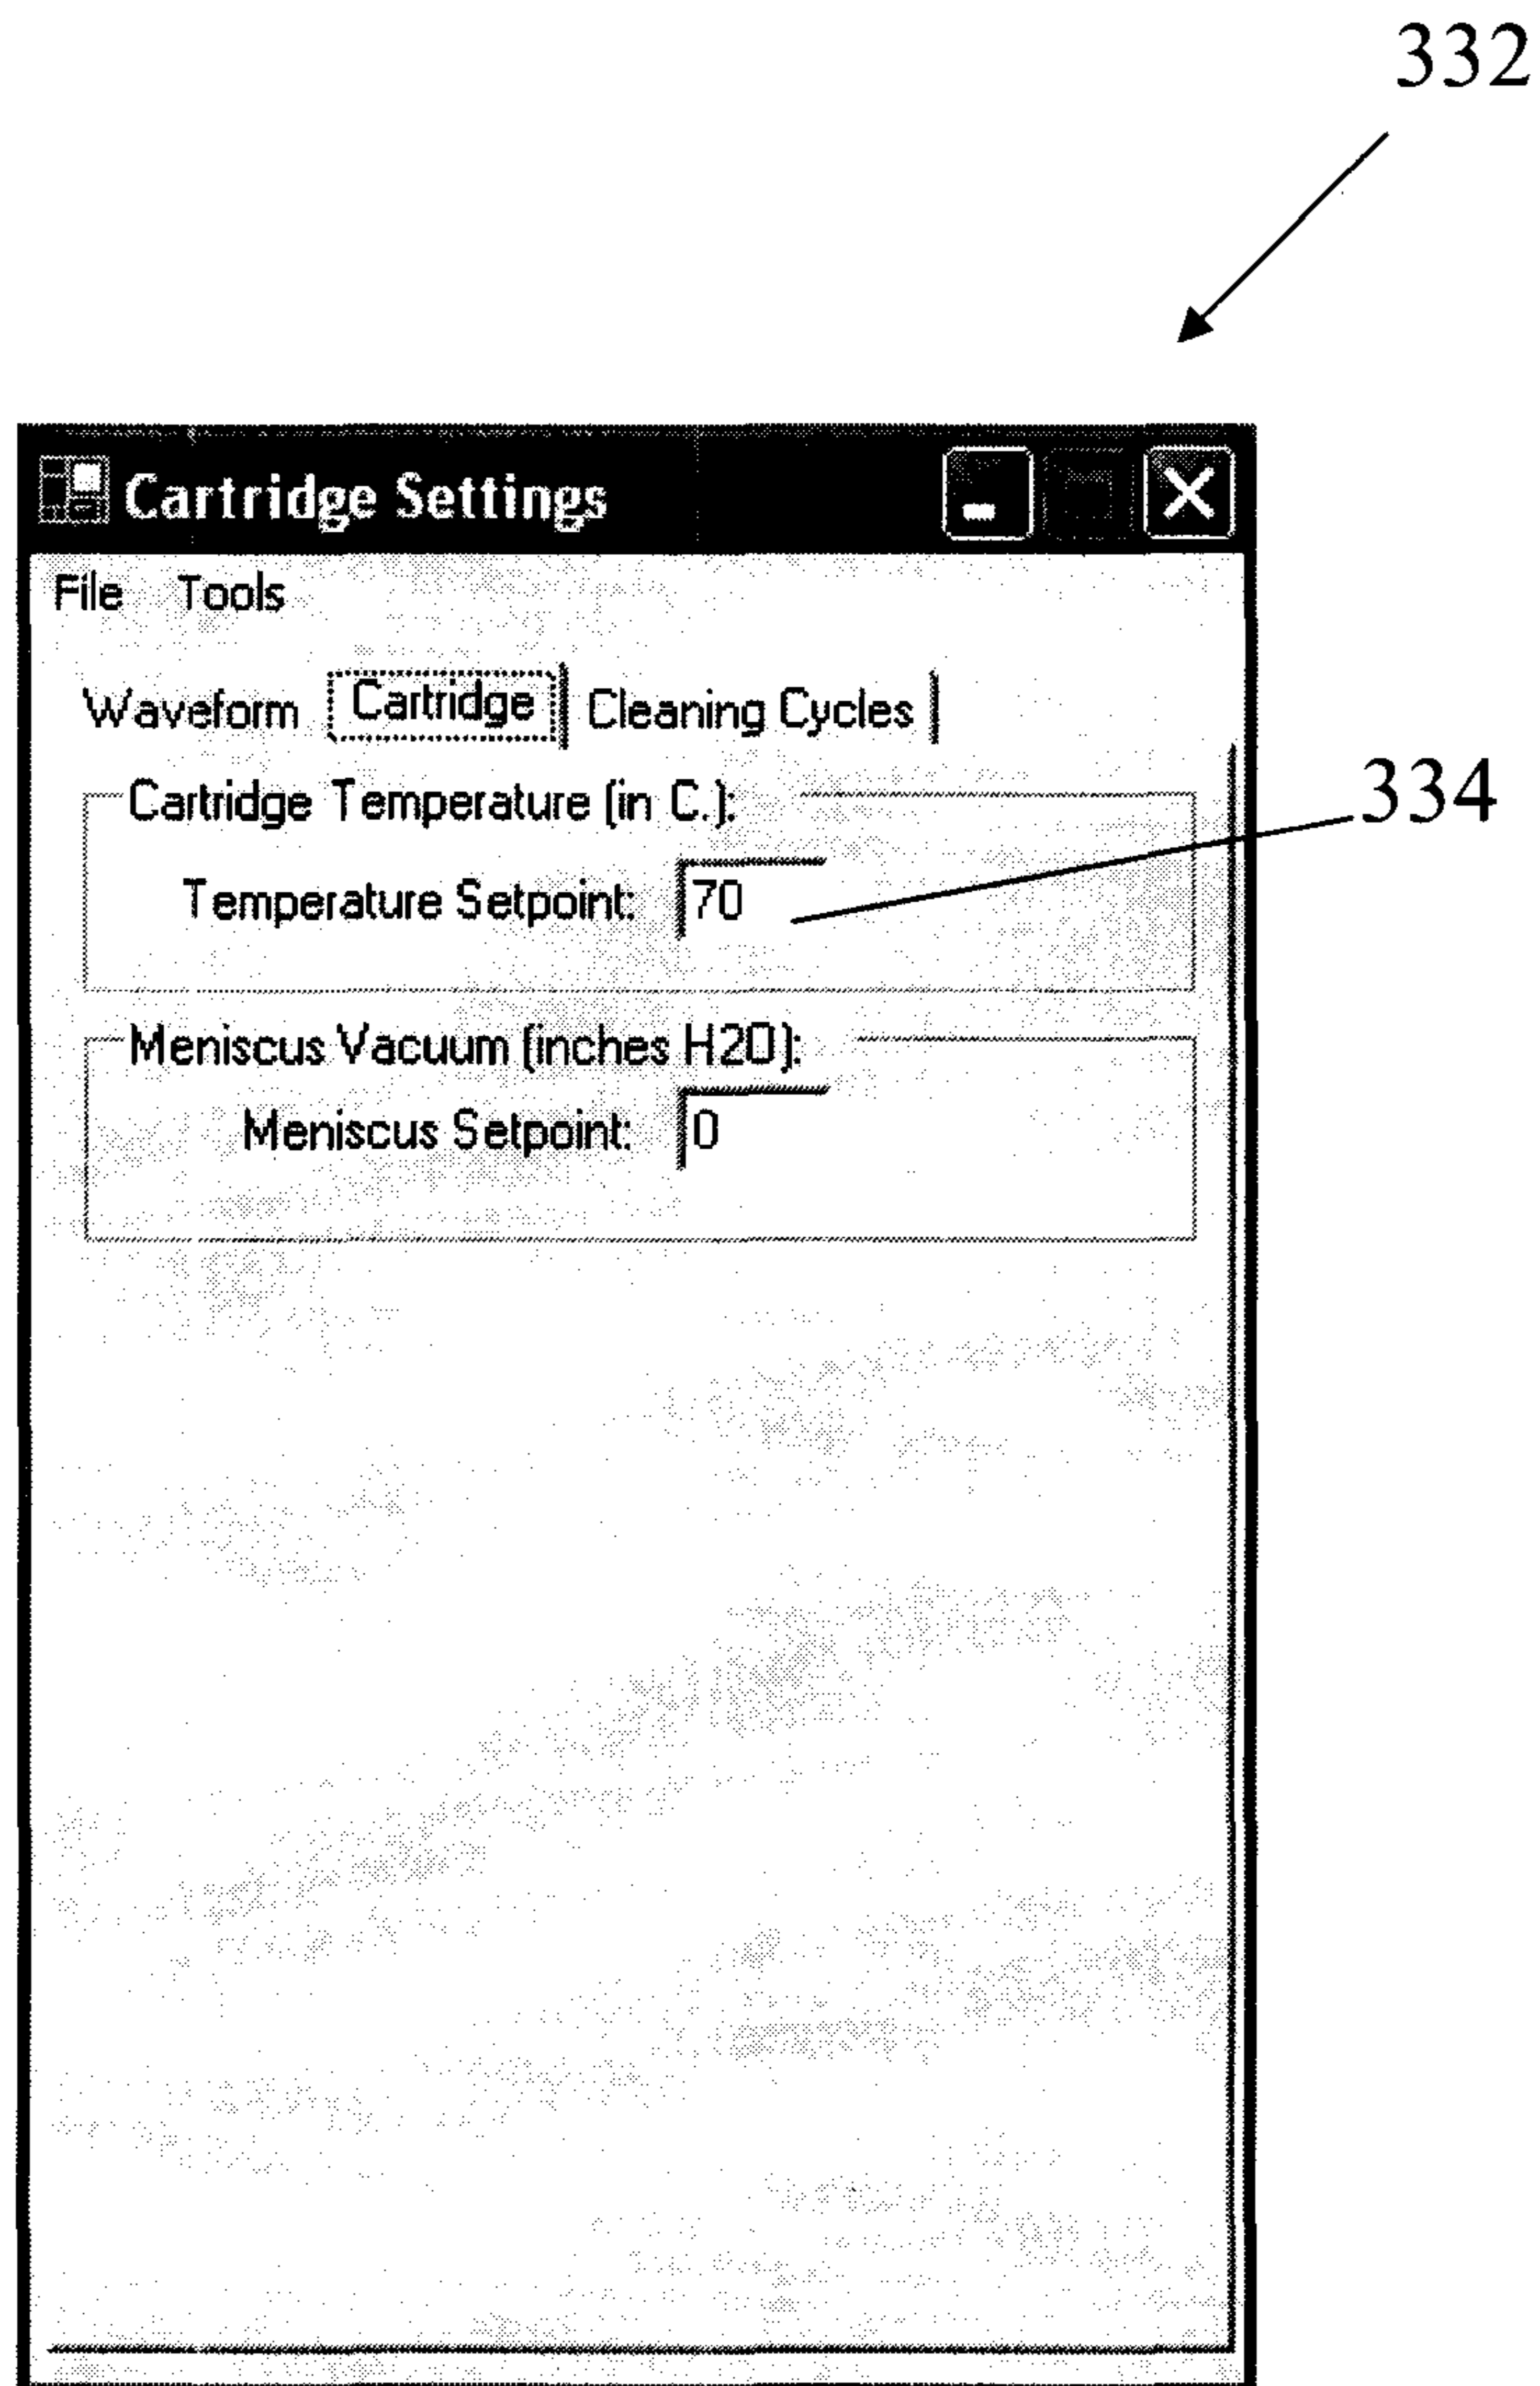 332
Cartridge Settings
File Tools
Waveform Cartridge Cleaning Cycles
Cartridge Temperature (in C.):
334
Temperature Setpoint: 70
Meniscus Vacuum (inches H2O):
Meniscus Setpoint: 0